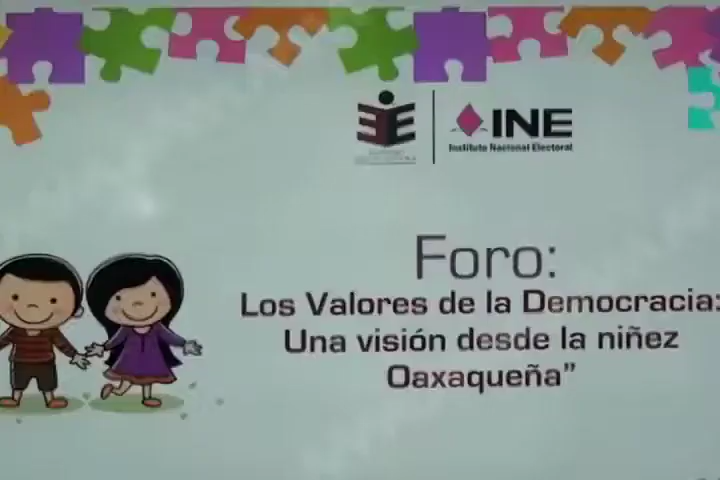 INE
Instituto Nacional Electoral
Foro:
Los Valores de la Democracia:
Una visión desde la niñez
Oaxaqueña”